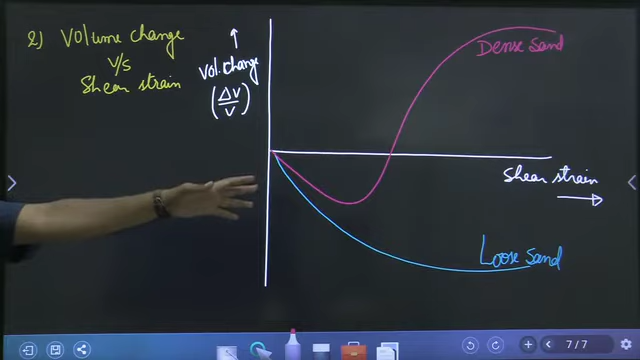 2) Volume change
v/s
Shear strain
Vol. change
(ΔV/V)
Dense Sand
Shear strain
Loose Sand
7/7